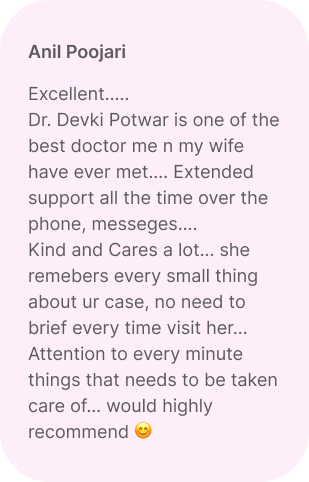 Anil Poojari
Excellent.....
Dr. Devki Potwar is one of the
best doctor me n my wife
have ever met.... Extended
support all the time over the
phone, messeges....
Kind and Cares a lot... she
remebers every small thing
about ur case, no need to
brief every time visit her...
Attention to every minute
things that needs to be taken
care of... would highly
recommend 😊